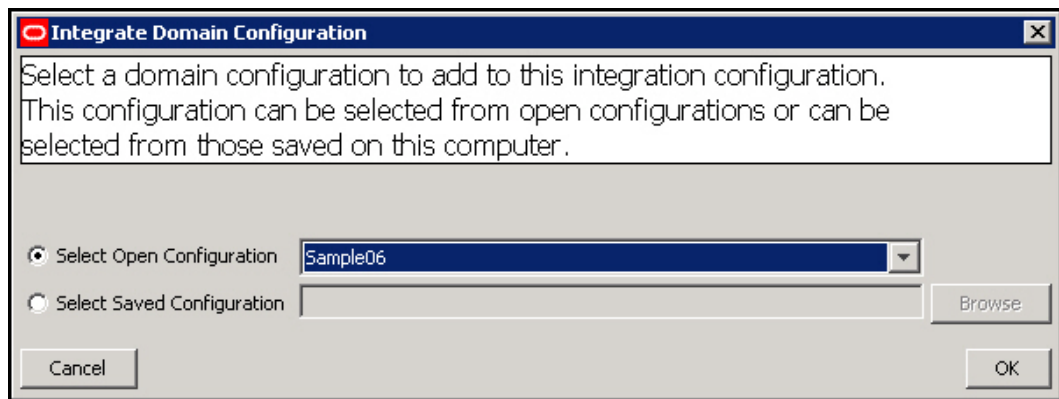 Integrate Domain Configuration
Select a domain configuration to add to this integration configuration.
This configuration can be selected from open configurations or can be
selected from those saved on this computer.
Select Open Configuration Sample06
Select Saved Configuration Browse
Cancel OK